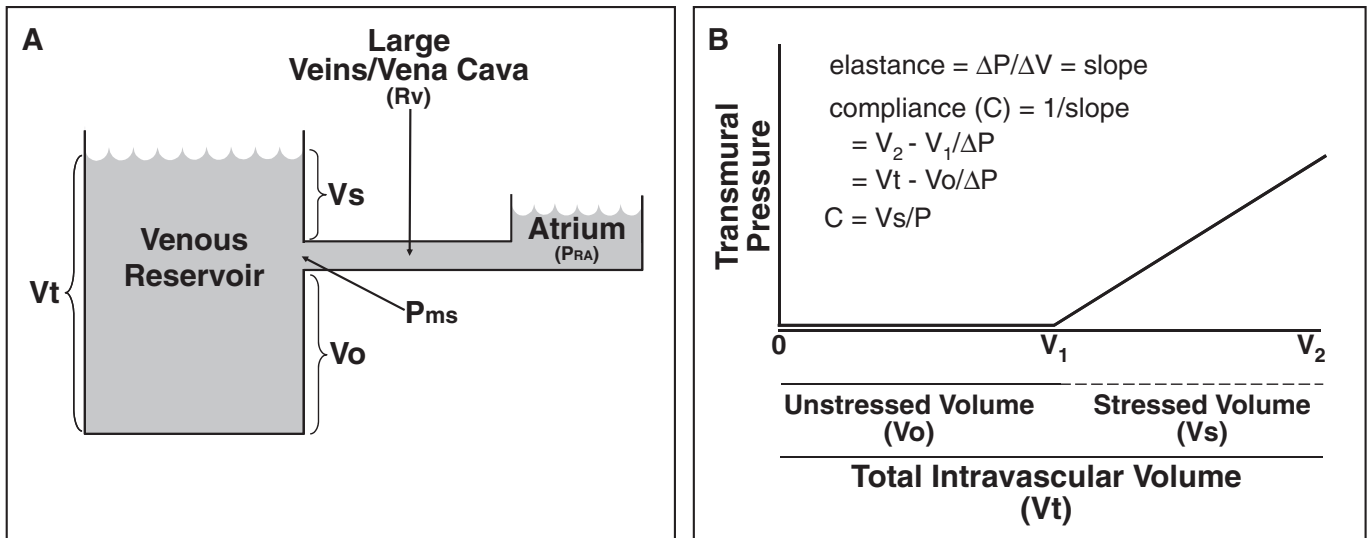 A
Large
Veins/Vena Cava
(Rv)
Vs
Venous
Reservoir
Atrium
(PRA)
Vt
Pms
Vo
B
Transmural
Pressure
elastance = ΔP/ΔV = slope
compliance (C) = 1/slope
= V₂ - V₁/ΔP
= Vt - Vo/ΔP
C = Vs/P
0
V₁
V₂
Unstressed Volume
(Vo)
Stressed Volume
(Vs)
Total Intravascular Volume
(Vt)